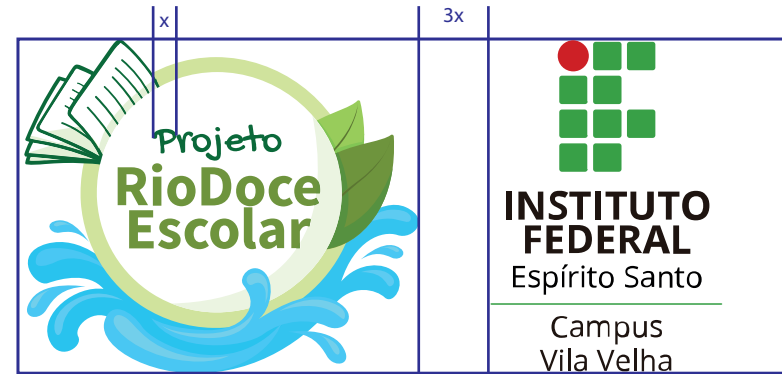 x
3x
Projeto
RioDoce
Escolar
INSTITUTO
FEDERAL
Espírito Santo
Campus
Vila Velha